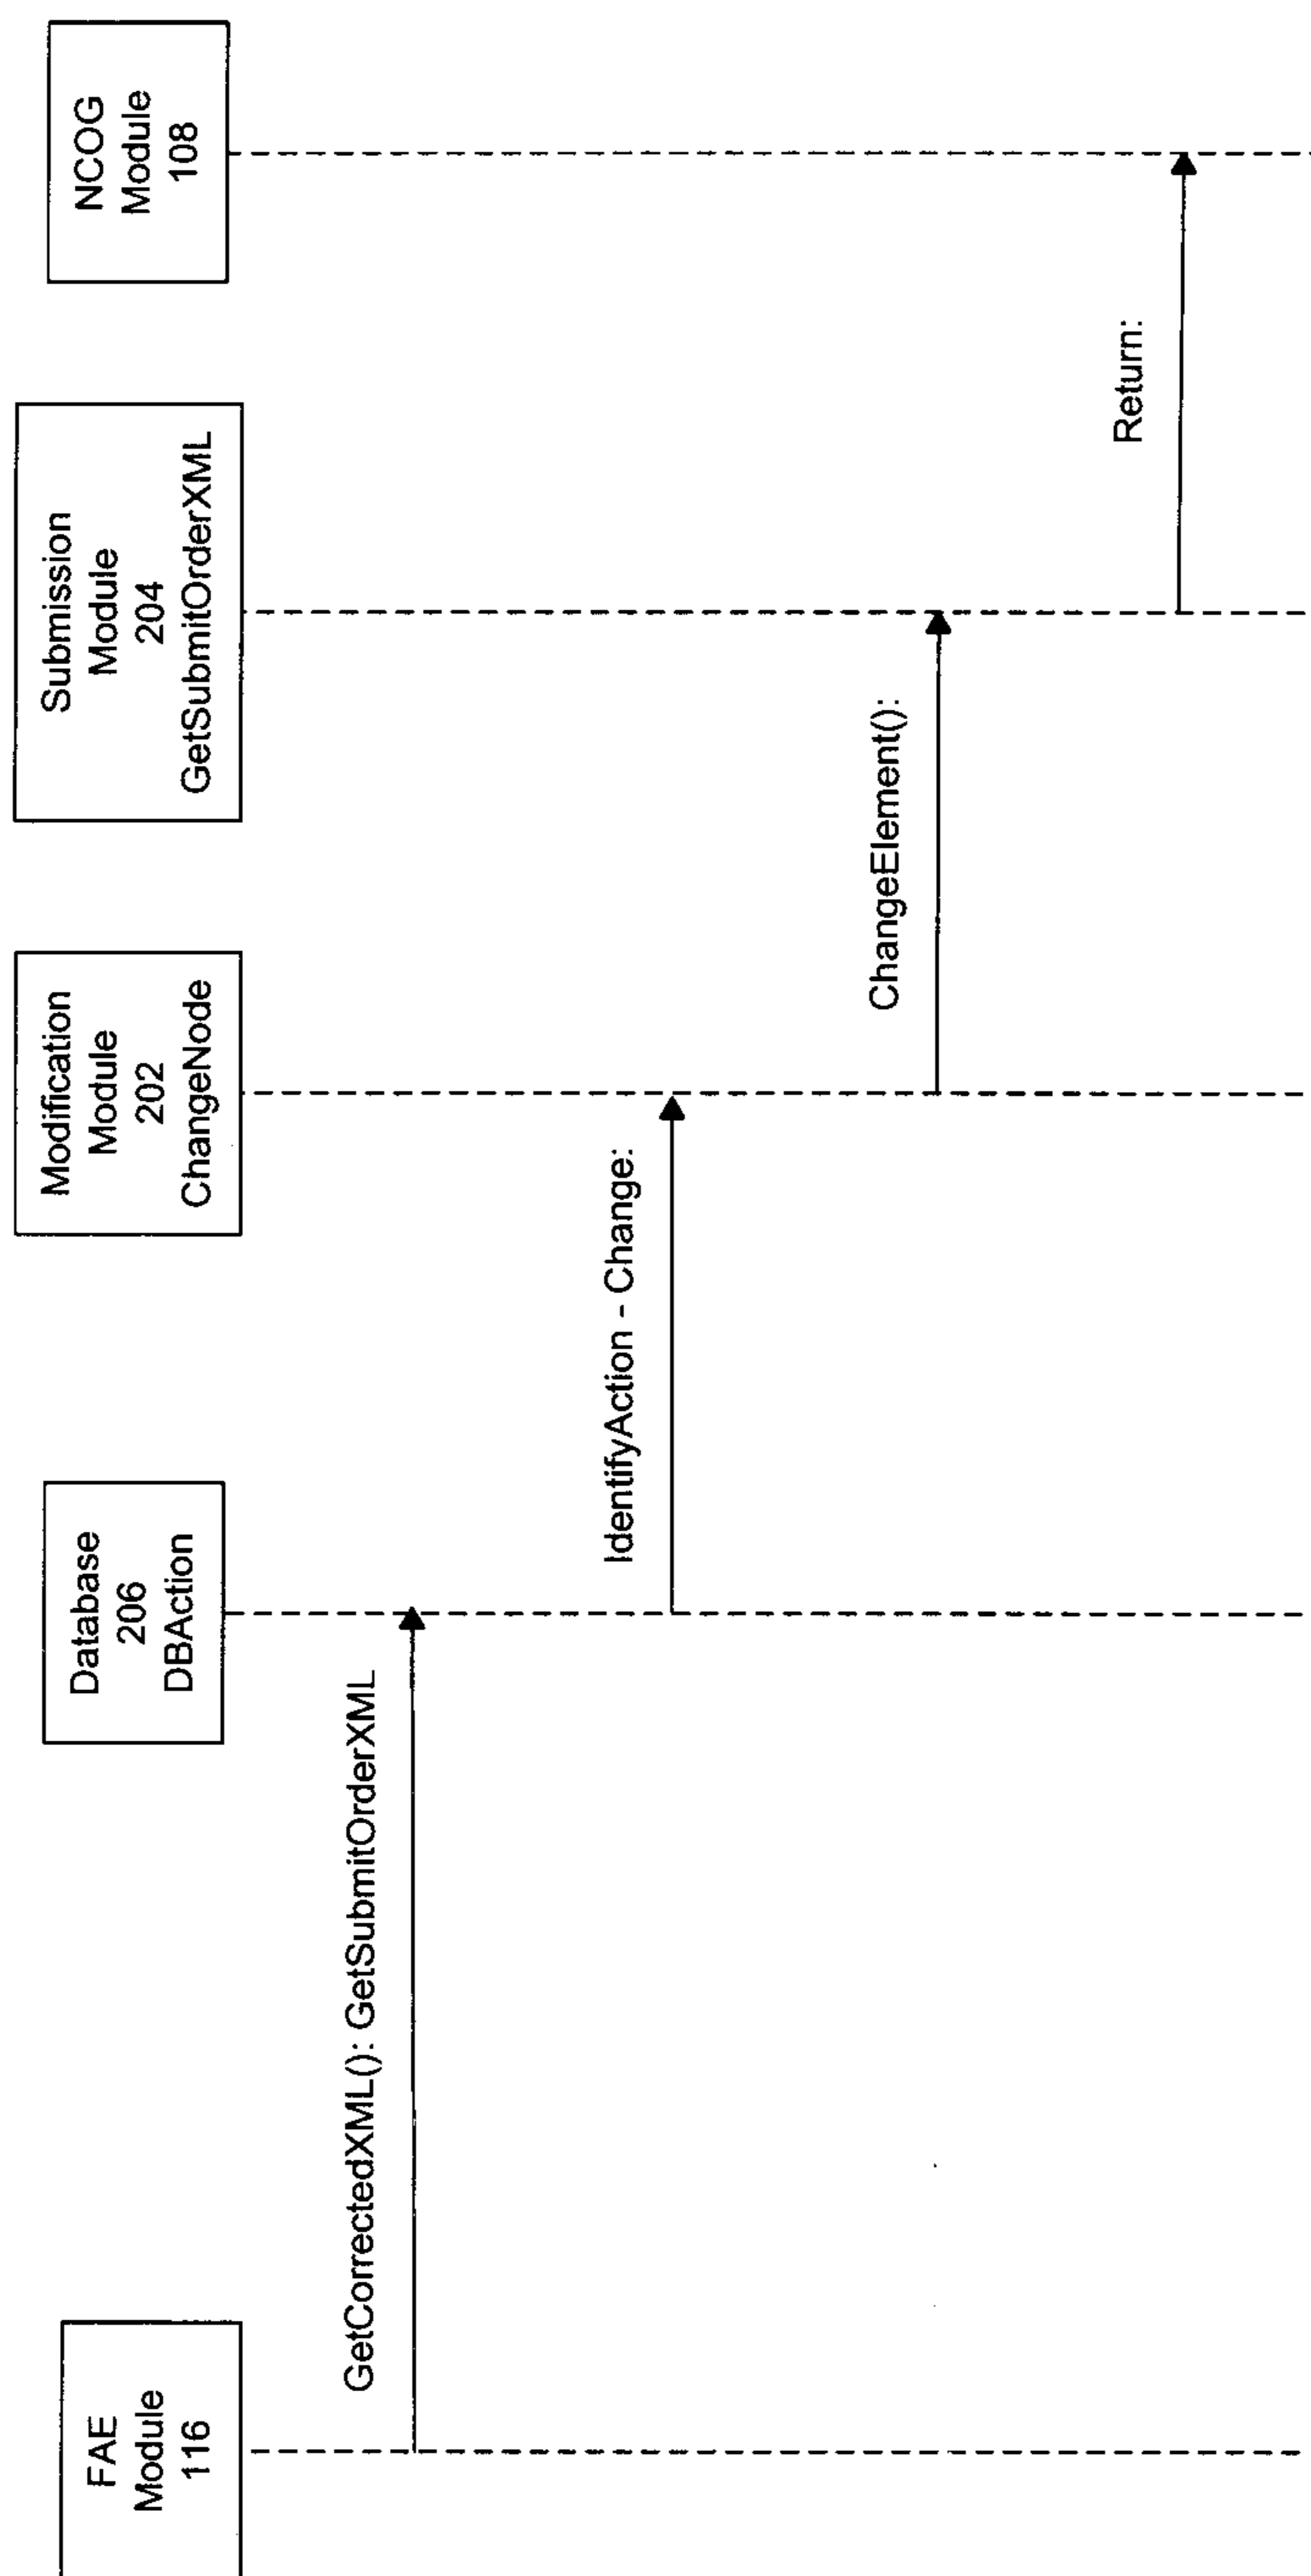 FAE
Module
116
Database
206
DBAction
Modification
Module
202
ChangeNode
Submission
Module
204
GetSubmitOrderXML
NCOG
Module
108
GetCorrectedXML(): GetSubmitOrderXML
IdentifyAction - Change:
ChangeElement():
Return: